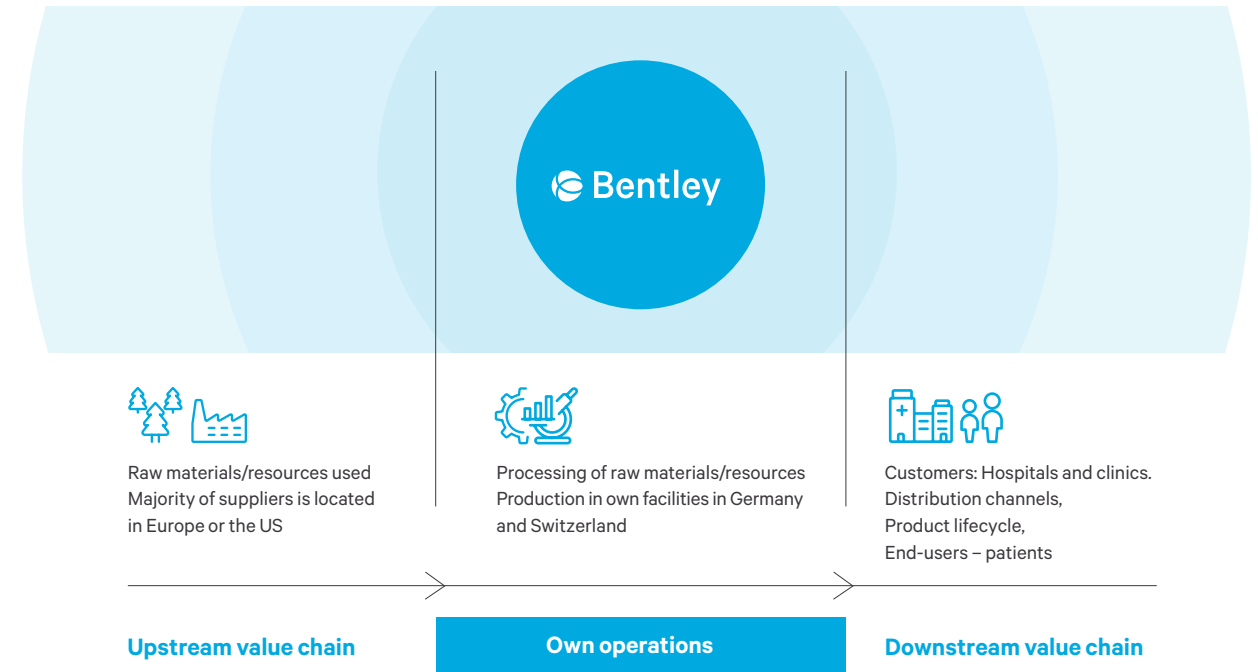 Bentley
Raw materials/resources used
Majority of suppliers is located
in Europe or the US
Processing of raw materials/resources
Production in own facilities in Germany
and Switzerland
Customers: Hospitals and clinics.
Distribution channels,
Product lifecycle,
End-users – patients
Upstream value chain
Own operations
Downstream value chain